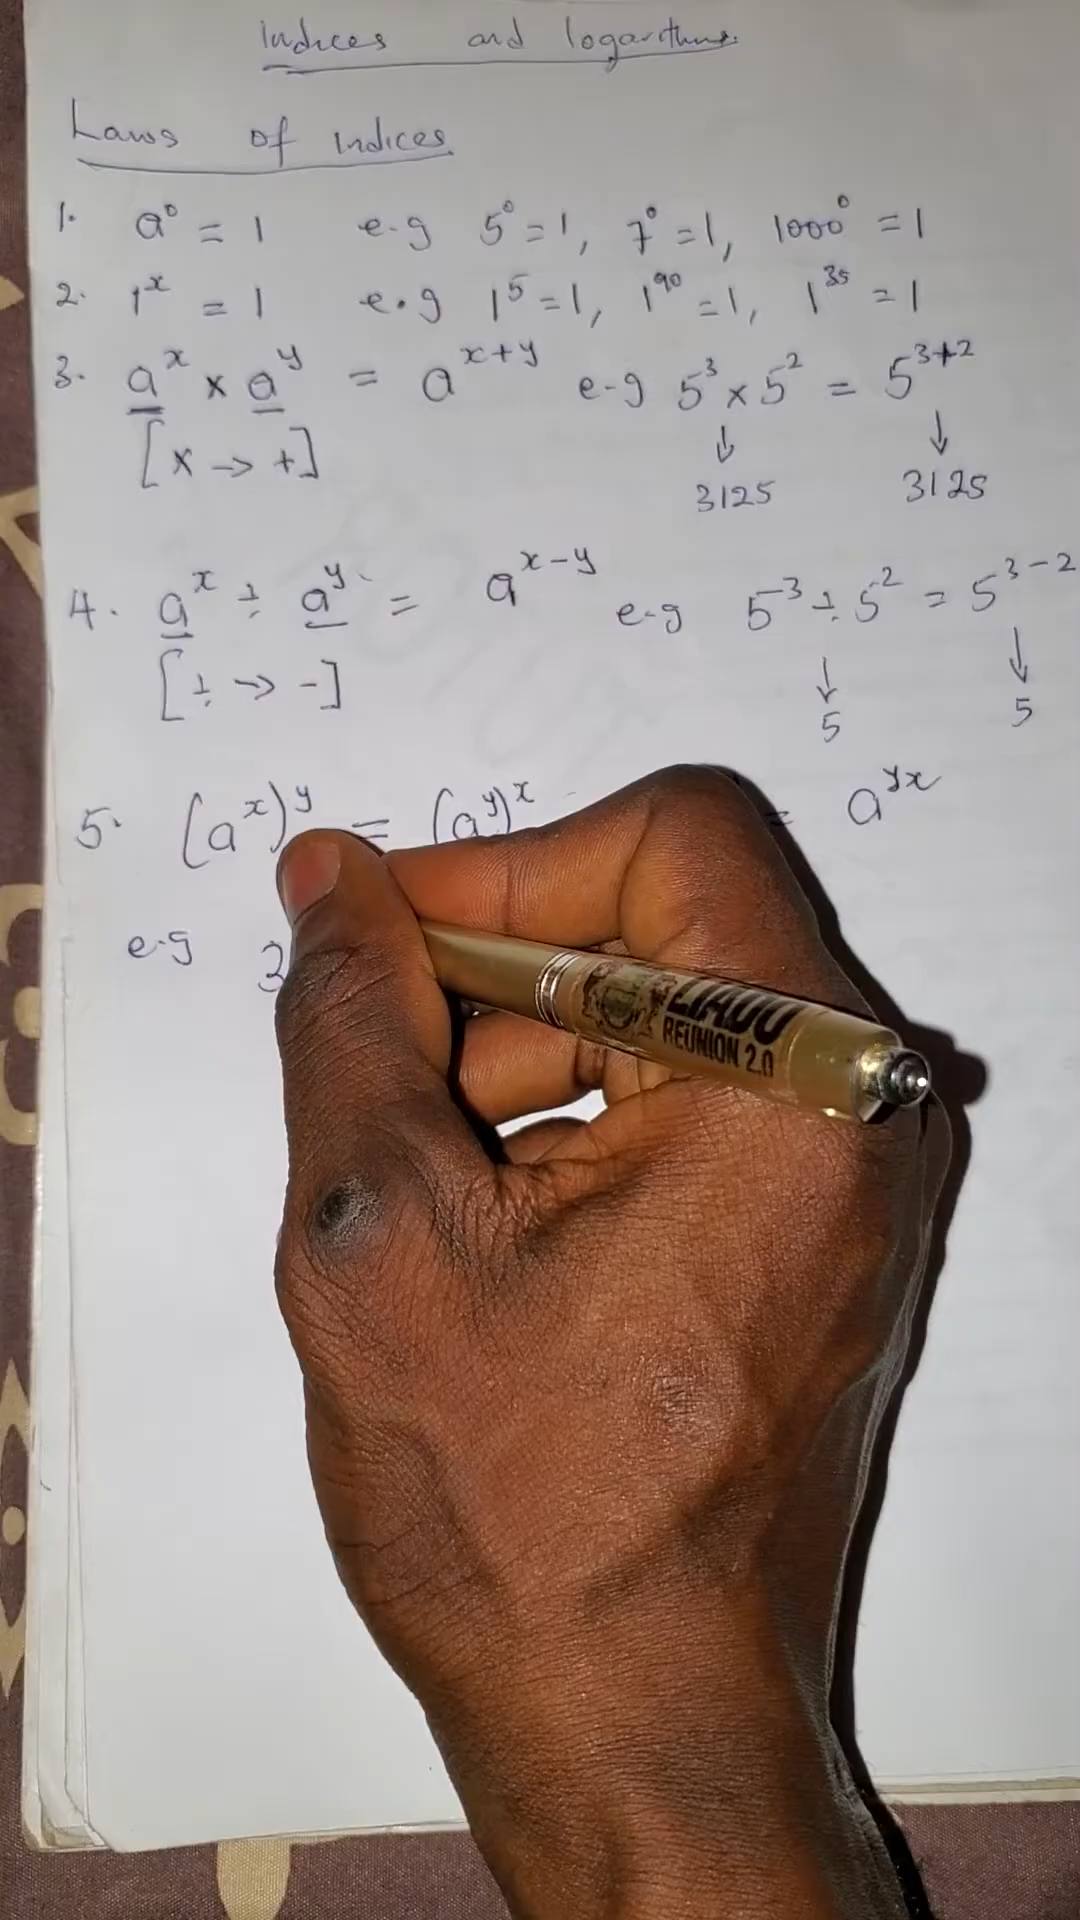 Indices and logarithms
Laws of indices
1. a⁰ = 1 e.g 5⁰ = 1, 7⁰ = 1, 1000⁰ = 1
2. 1ˣ = 1 e.g 1⁵ = 1, 1⁹⁰ = 1, 1³⁵ = 1
3. aˣ × aʸ = aˣ⁺ʸ e-g 5³ × 5² = 5³⁺²
[× → +] ↓ ↓
3125 3125
4. aˣ ÷ aʸ = aˣ⁻ʸ e-g 5³ ÷ 5² = 5³⁻²
[÷ → -] ↓ ↓
5 5
5. (aˣ)ʸ = (aʸ)ˣ = aʸˣ
e.g 3
REUNION 2.0